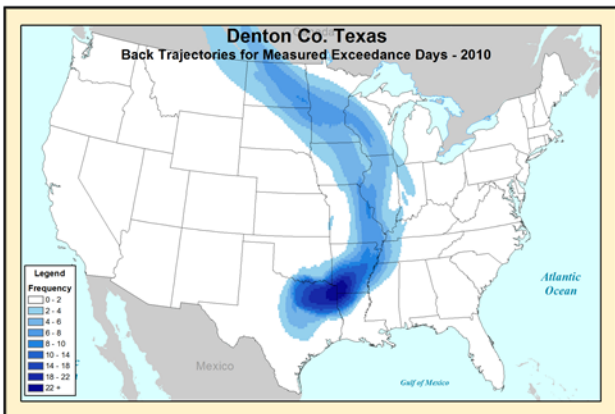 Denton Co. Texas
Back Trajectories for Measured Exceedance Days - 2010
Legend
Frequency
0 - 2
2 - 4
4 - 6
6 - 8
8 - 10
10 - 14
14 - 18
18 - 22
22 +
Atlantic
Ocean
Mexico
Gulf of Mexico